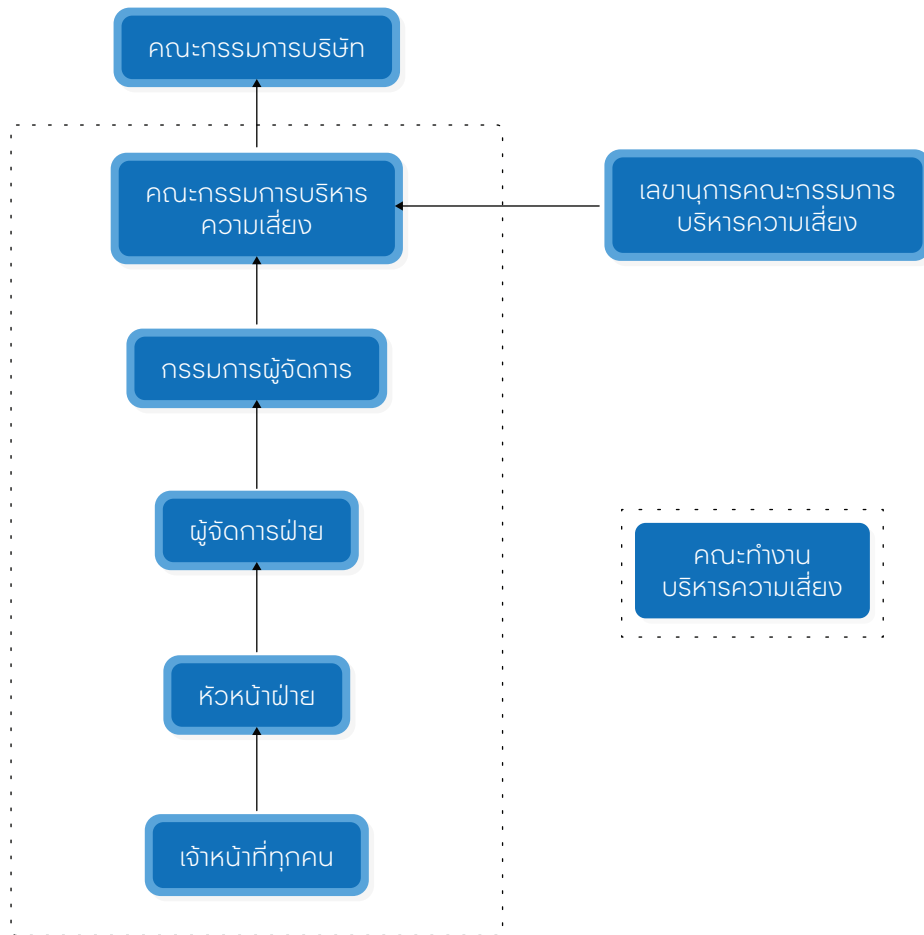 คณะกรรมการบริษัท
คณะกรรมการบริหาร
ความเสี่ยง
เลขานุการคณะกรรมการ
บริหารความเสี่ยง
กรรมการผู้จัดการ
ผู้จัดการฝ่าย
คณะทำงาน
บริหารความเสี่ยง
หัวหน้าฝ่าย
เจ้าหน้าที่ทุกคน